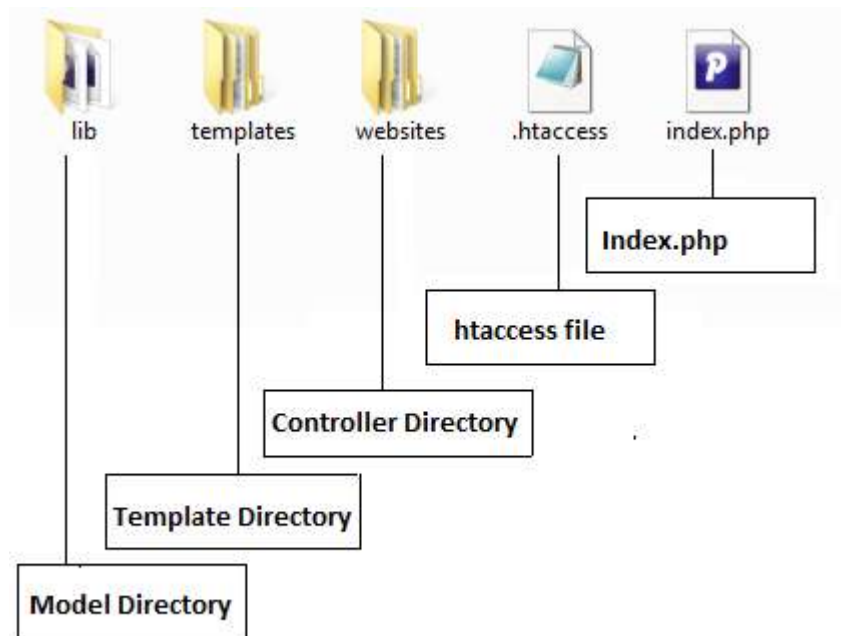 lib
templates
websites
.htaccess
index.php
Index.php
htaccess file
Controller Directory
Template Directory
Model Directory